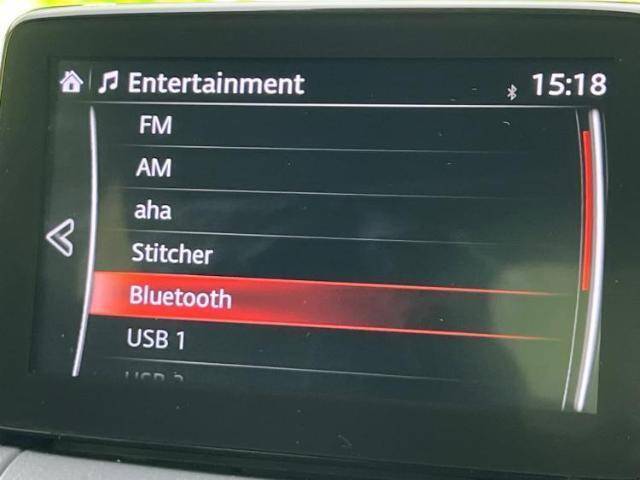 Entertainment 15:18
FM
AM
aha
Stitcher
Bluetooth
USB 1